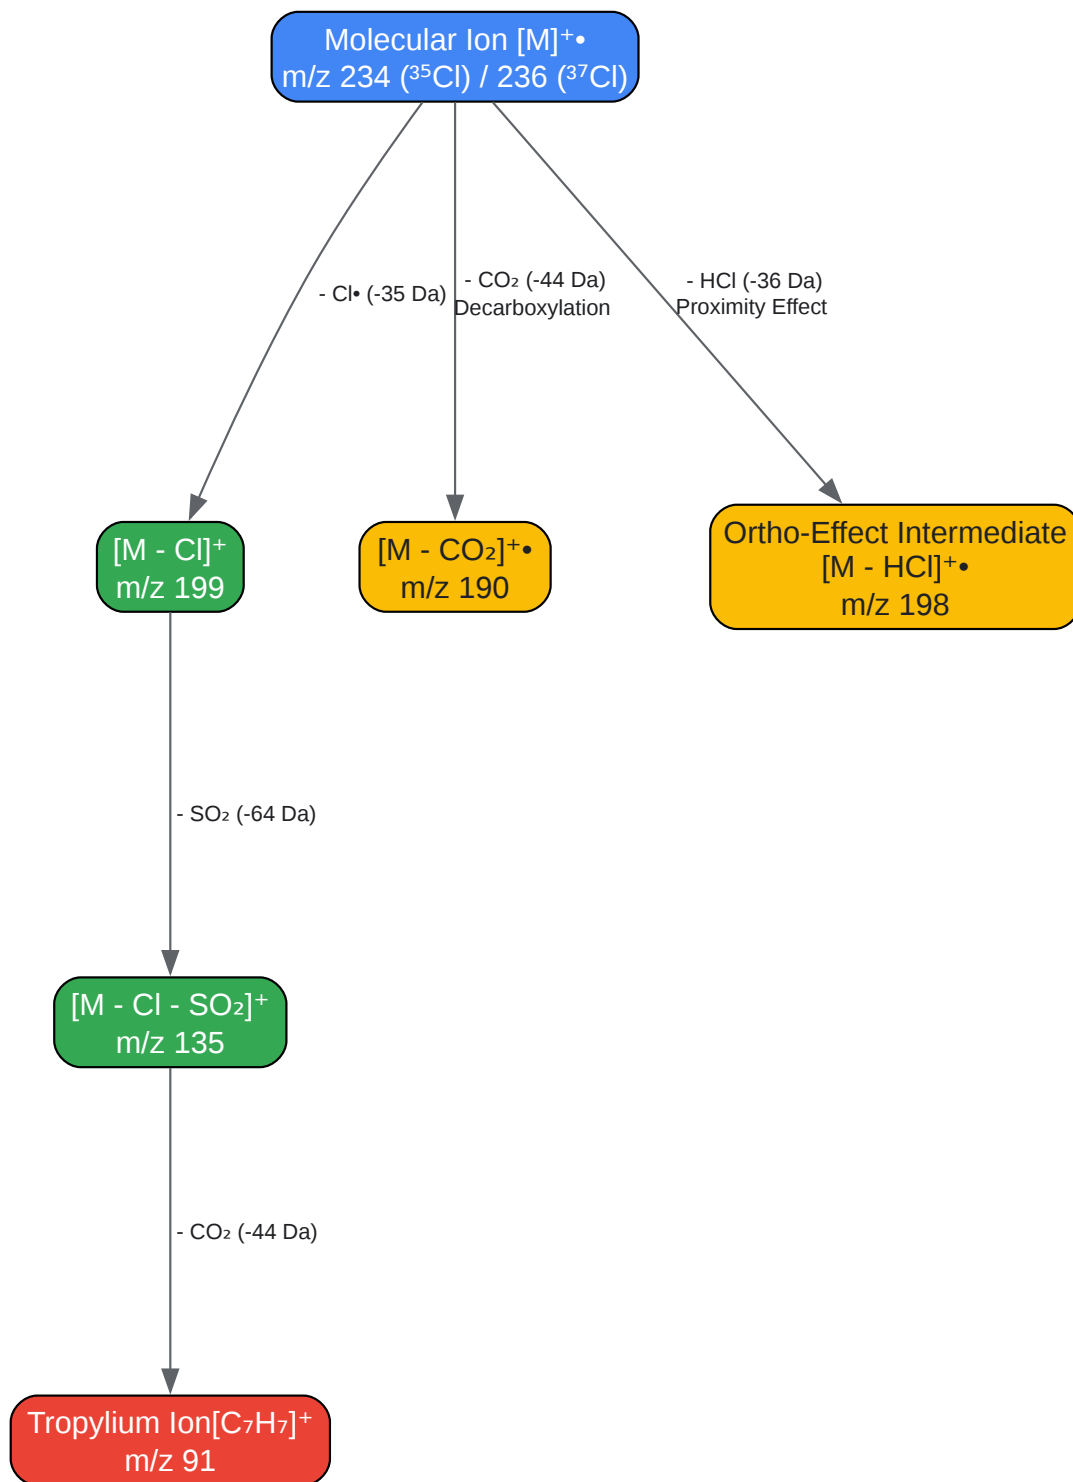 Molecular Ion [M]⁺•
m/z 234 (³⁵Cl) / 236 (³⁷Cl)
- Cl• (-35 Da)
- CO₂ (-44 Da)
Decarboxylation
- HCl (-36 Da)
Proximity Effect
[M - Cl]⁺
m/z 199
[M - CO₂]⁺•
m/z 190
Ortho-Effect Intermediate
[M - HCl]⁺•
m/z 198
- SO₂ (-64 Da)
[M - Cl - SO₂]⁺
m/z 135
- CO₂ (-44 Da)
Tropylium Ion[C₇H₇]⁺
m/z 91